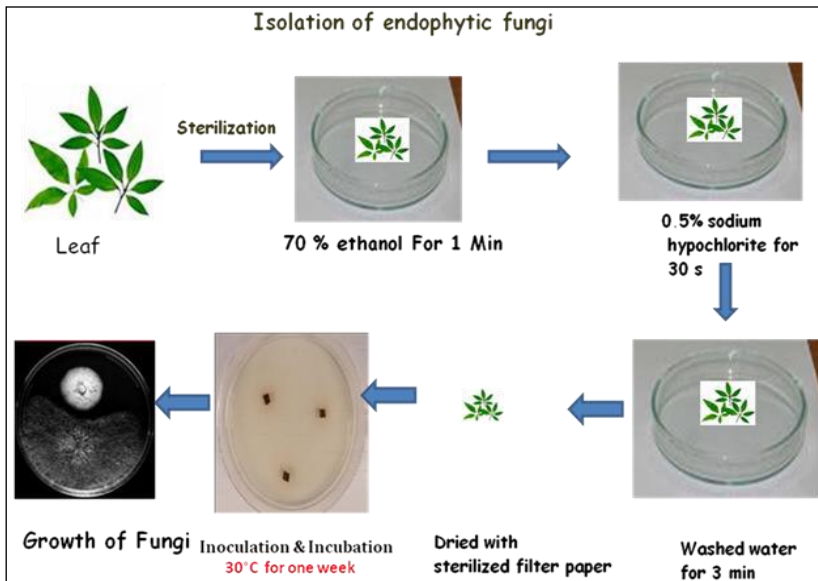 Isolation of endophytic fungi
Leaf
Sterilization
70 % ethanol For 1 Min
0.5% sodium
hypochlorite for
30 s
Washed water
for 3 min
Dried with
sterilized filter paper
Inoculation & Incubation
30°C for one week
Growth of Fungi